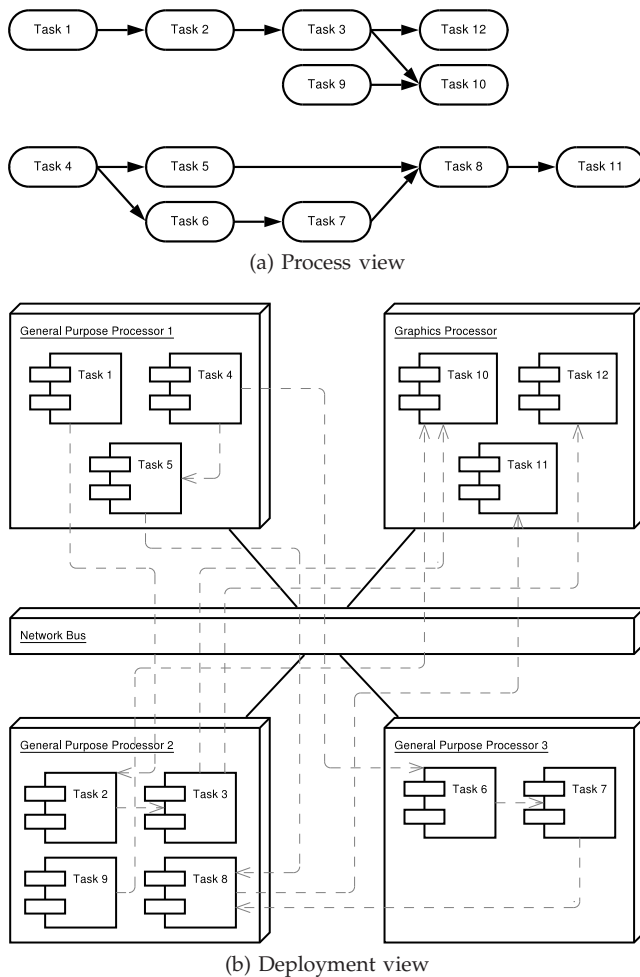 Task 1
Task 2
Task 3
Task 12
Task 9
Task 10
Task 4
Task 5
Task 8
Task 11
Task 6
Task 7
(a) Process view
General Purpose Processor 1
Task 1
Task 4
Task 5
Graphics Processor
Task 10
Task 12
Task 11
Network Bus
General Purpose Processor 2
Task 2
Task 3
Task 9
Task 8
General Purpose Processor 3
Task 6
Task 7
(b) Deployment view